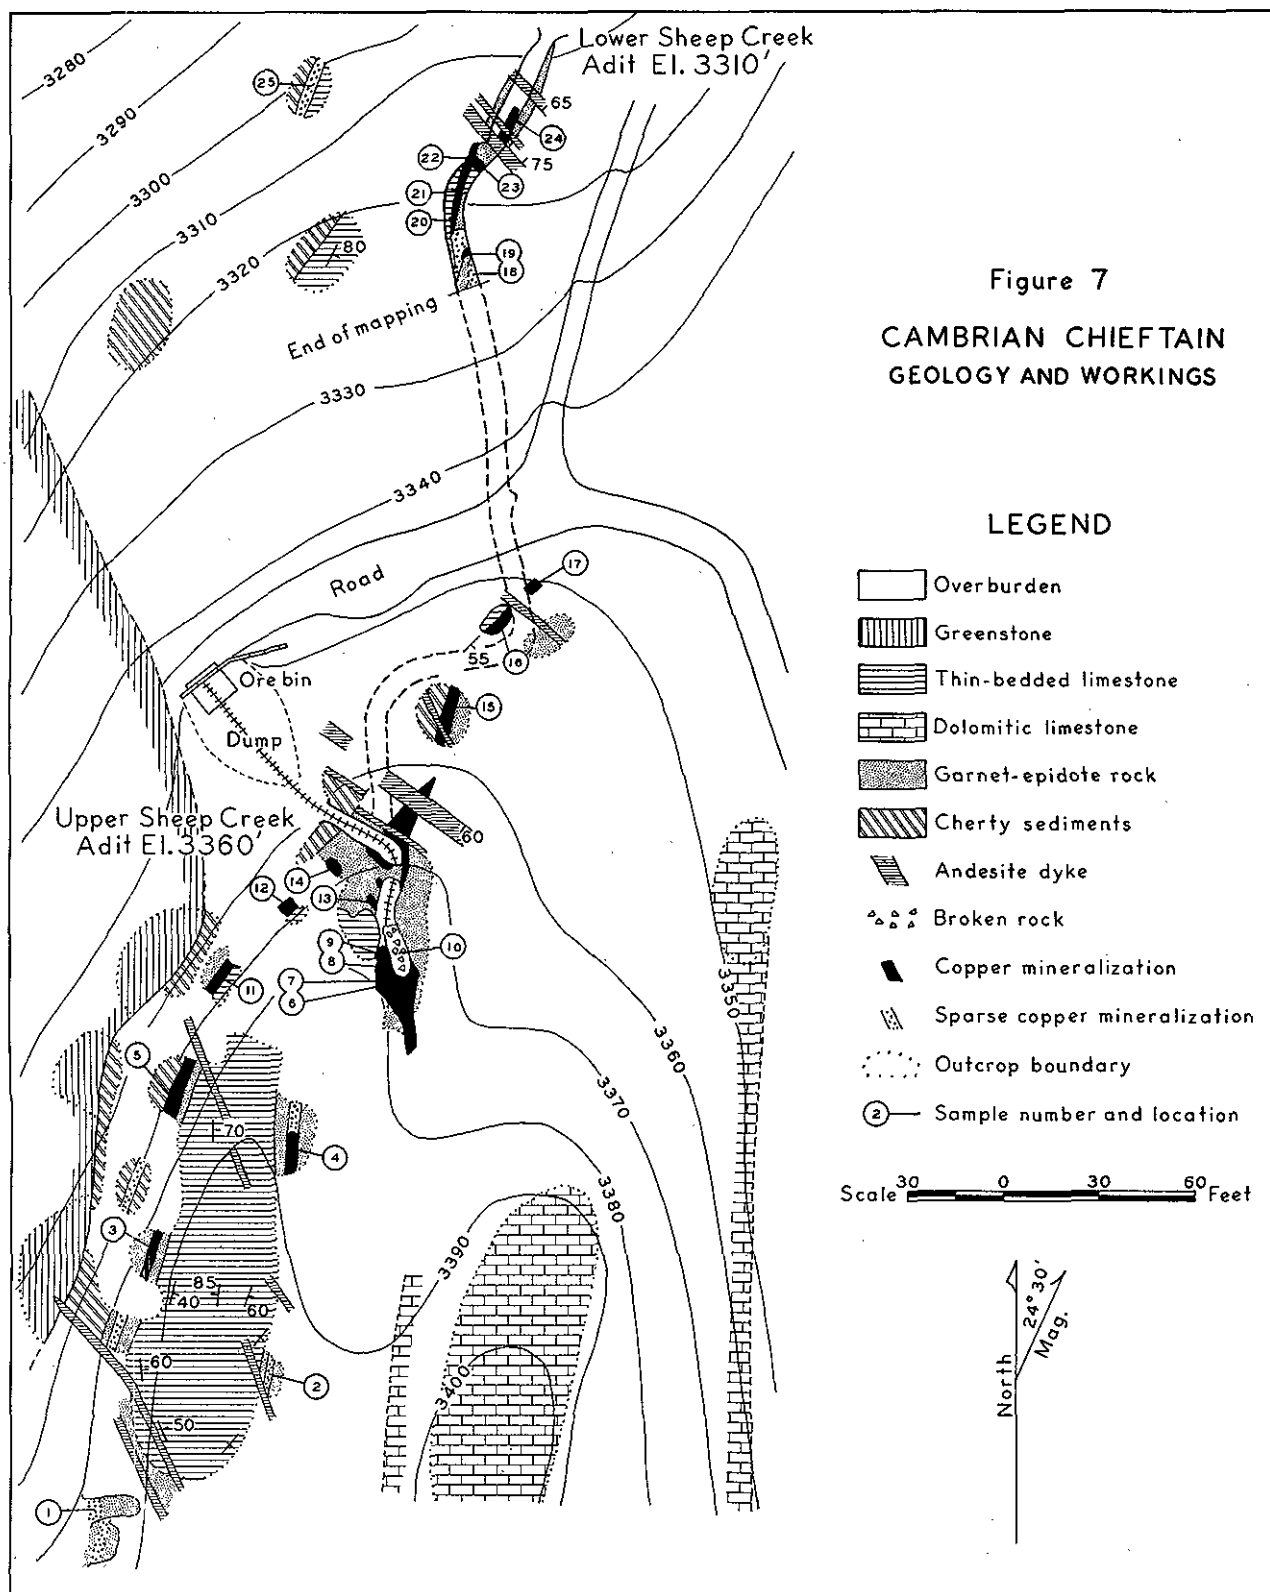 Lower Sheep Creek
Adit El. 3310'
3280
3290
3300
3310
3320
25
65
24
75
22
23
21
20
19
18
80
End of mapping
3330
3340
Figure 7
CAMBRIAN CHIEFTAIN
GEOLOGY AND WORKINGS
Road
17
16
55
15
Ore bin
Dump
Upper Sheep Creek
Adit El. 3360'
60
14
13
12
11
10
9
8
7
6
5
70
4
3
85
40
60
60
50
2
1
3350
3360
3370
3380
3390
3400
LEGEND
Overburden
Greenstone
Thin-bedded limestone
Dolomitic limestone
Garnet-epidote rock
Cherty sediments
Andesite dyke
Broken rock
Copper mineralization
Sparse copper mineralization
Outcrop boundary
2 Sample number and location
Scale 30 0 30 60 Feet
North
24°30'
Mag.